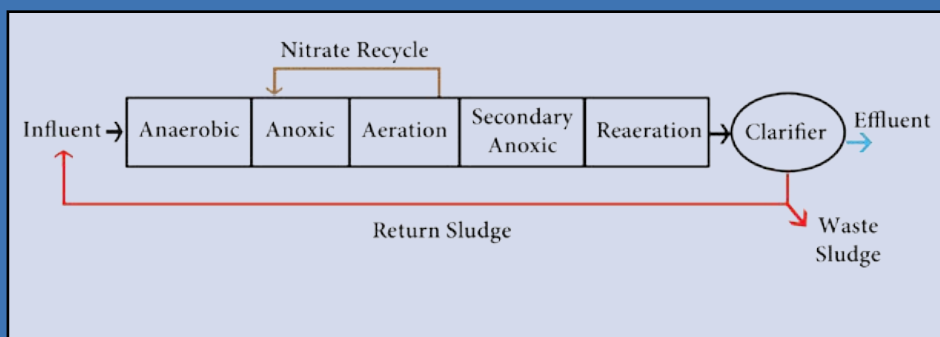 Nitrate Recycle
Influent
Anaerobic
Anoxic
Aeration
Secondary
Anoxic
Reaeration
Clarifier
Effluent
Return Sludge
Waste
Sludge